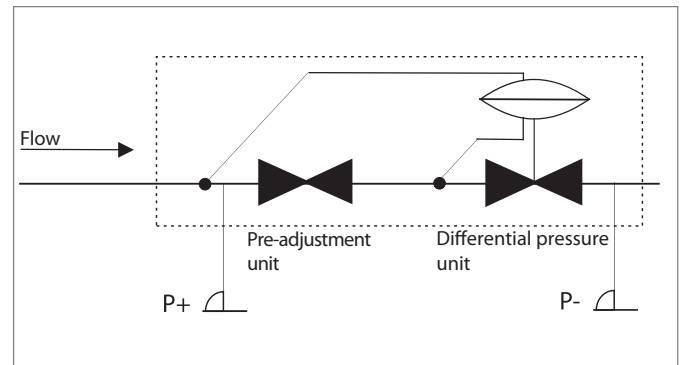 Flow
Pre-adjustment
unit
Differential pressure
unit
P+
P-